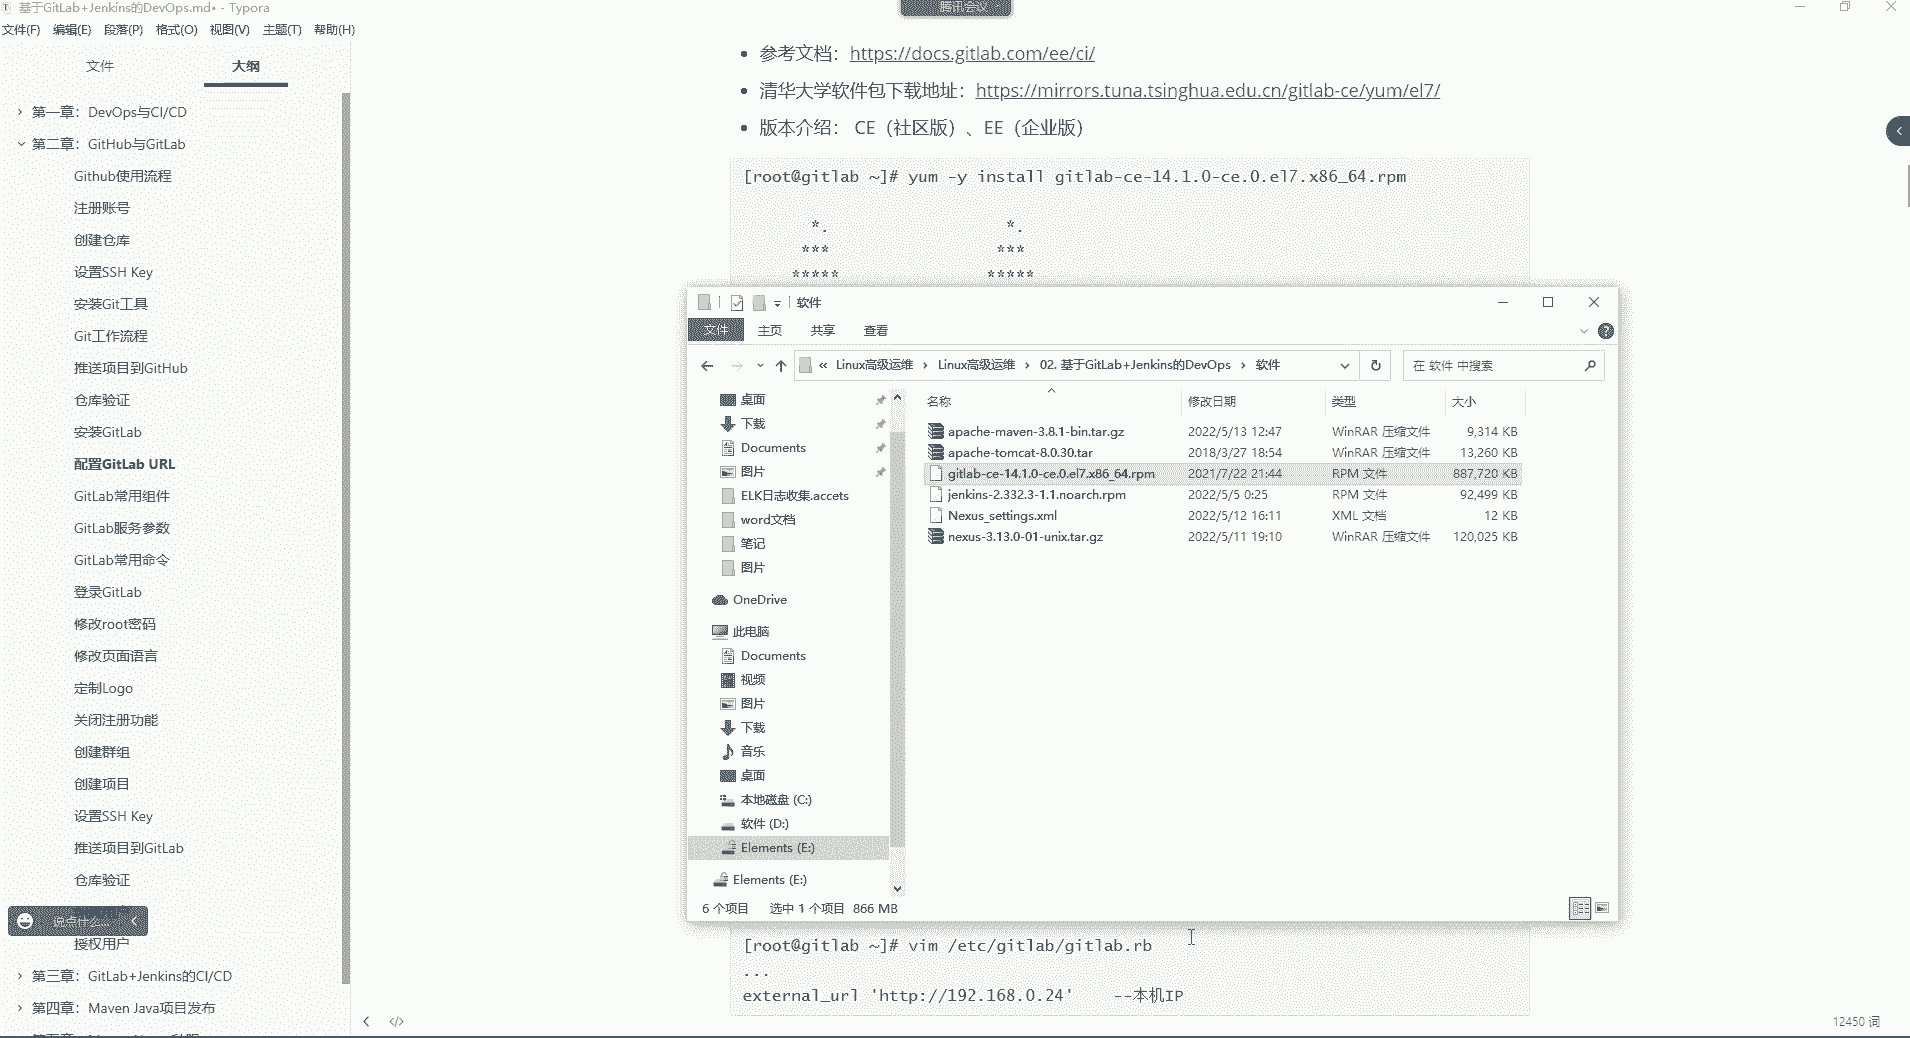 基于GitLab+Jenkins的DevOps.md• - Typora
腾讯会议
文件(F) 编辑(E) 段落(P) 格式(O) 视图(V) 主题(T) 帮助(H)
文件 大纲
第一章：DevOps与CI/CD
第二章：GitHub与GitLab
Github使用流程
注册账号
创建仓库
设置SSH Key
安装Git工具
Git工作流程
推送项目到GitHub
仓库验证
安装GitLab
配置GitLab URL
GitLab常用组件
GitLab服务参数
GitLab常用命令
登录GitLab
修改root密码
修改页面语言
定制Logo
关闭注册功能
创建群组
创建项目
设置SSH Key
推送项目到GitLab
仓库验证
说点什么...
授权用户
第三章：GitLab+Jenkins的CI/CD
第四章：Maven Java项目发布
参考文档：https://docs.gitlab.com/ee/ci/
清华大学软件包下载地址：https://mirrors.tuna.tsinghua.edu.cn/gitlab-ce/yum/el7/
版本介绍： CE（社区版）、EE（企业版）
[root@gitlab ~]# yum -y install gitlab-ce-14.1.0-ce.0.el7.x86_64.rpm
*. *.
*** ***
***** *****
软件
文件 主页 共享 查看
« Linux高级运维 › Linux高级运维 › 02. 基于GitLab+Jenkins的DevOps › 软件
在 软件 中搜索
桌面
下载
Documents
图片
ELK日志收集.accets
word文档
笔记
图片
OneDrive
此电脑
Documents
视频
图片
下载
音乐
桌面
本地磁盘 (C:)
软件 (D:)
Elements (E:)
Elements (E:)
名称 修改日期 类型 大小
apache-maven-3.8.1-bin.tar.gz 2022/5/13 12:47 WinRAR 压缩文件 9,314 KB
apache-tomcat-8.0.30.tar 2018/3/27 18:54 WinRAR 压缩文件 13,260 KB
gitlab-ce-14.1.0-ce.0.el7.x86_64.rpm 2021/7/22 21:44 RPM 文件 887,720 KB
jenkins-2.332.3-1.1.noarch.rpm 2022/5/5 0:25 RPM 文件 92,499 KB
Nexus_settings.xml 2022/5/12 16:11 XML 文档 12 KB
nexus-3.13.0-01-unix.tar.gz 2022/5/11 19:10 WinRAR 压缩文件 120,025 KB
6 个项目 选中 1 个项目 866 MB
[root@gitlab ~]# vim /etc/gitlab/gitlab.rb
...
external_url 'http://192.168.0.24' --本机IP
12450 词